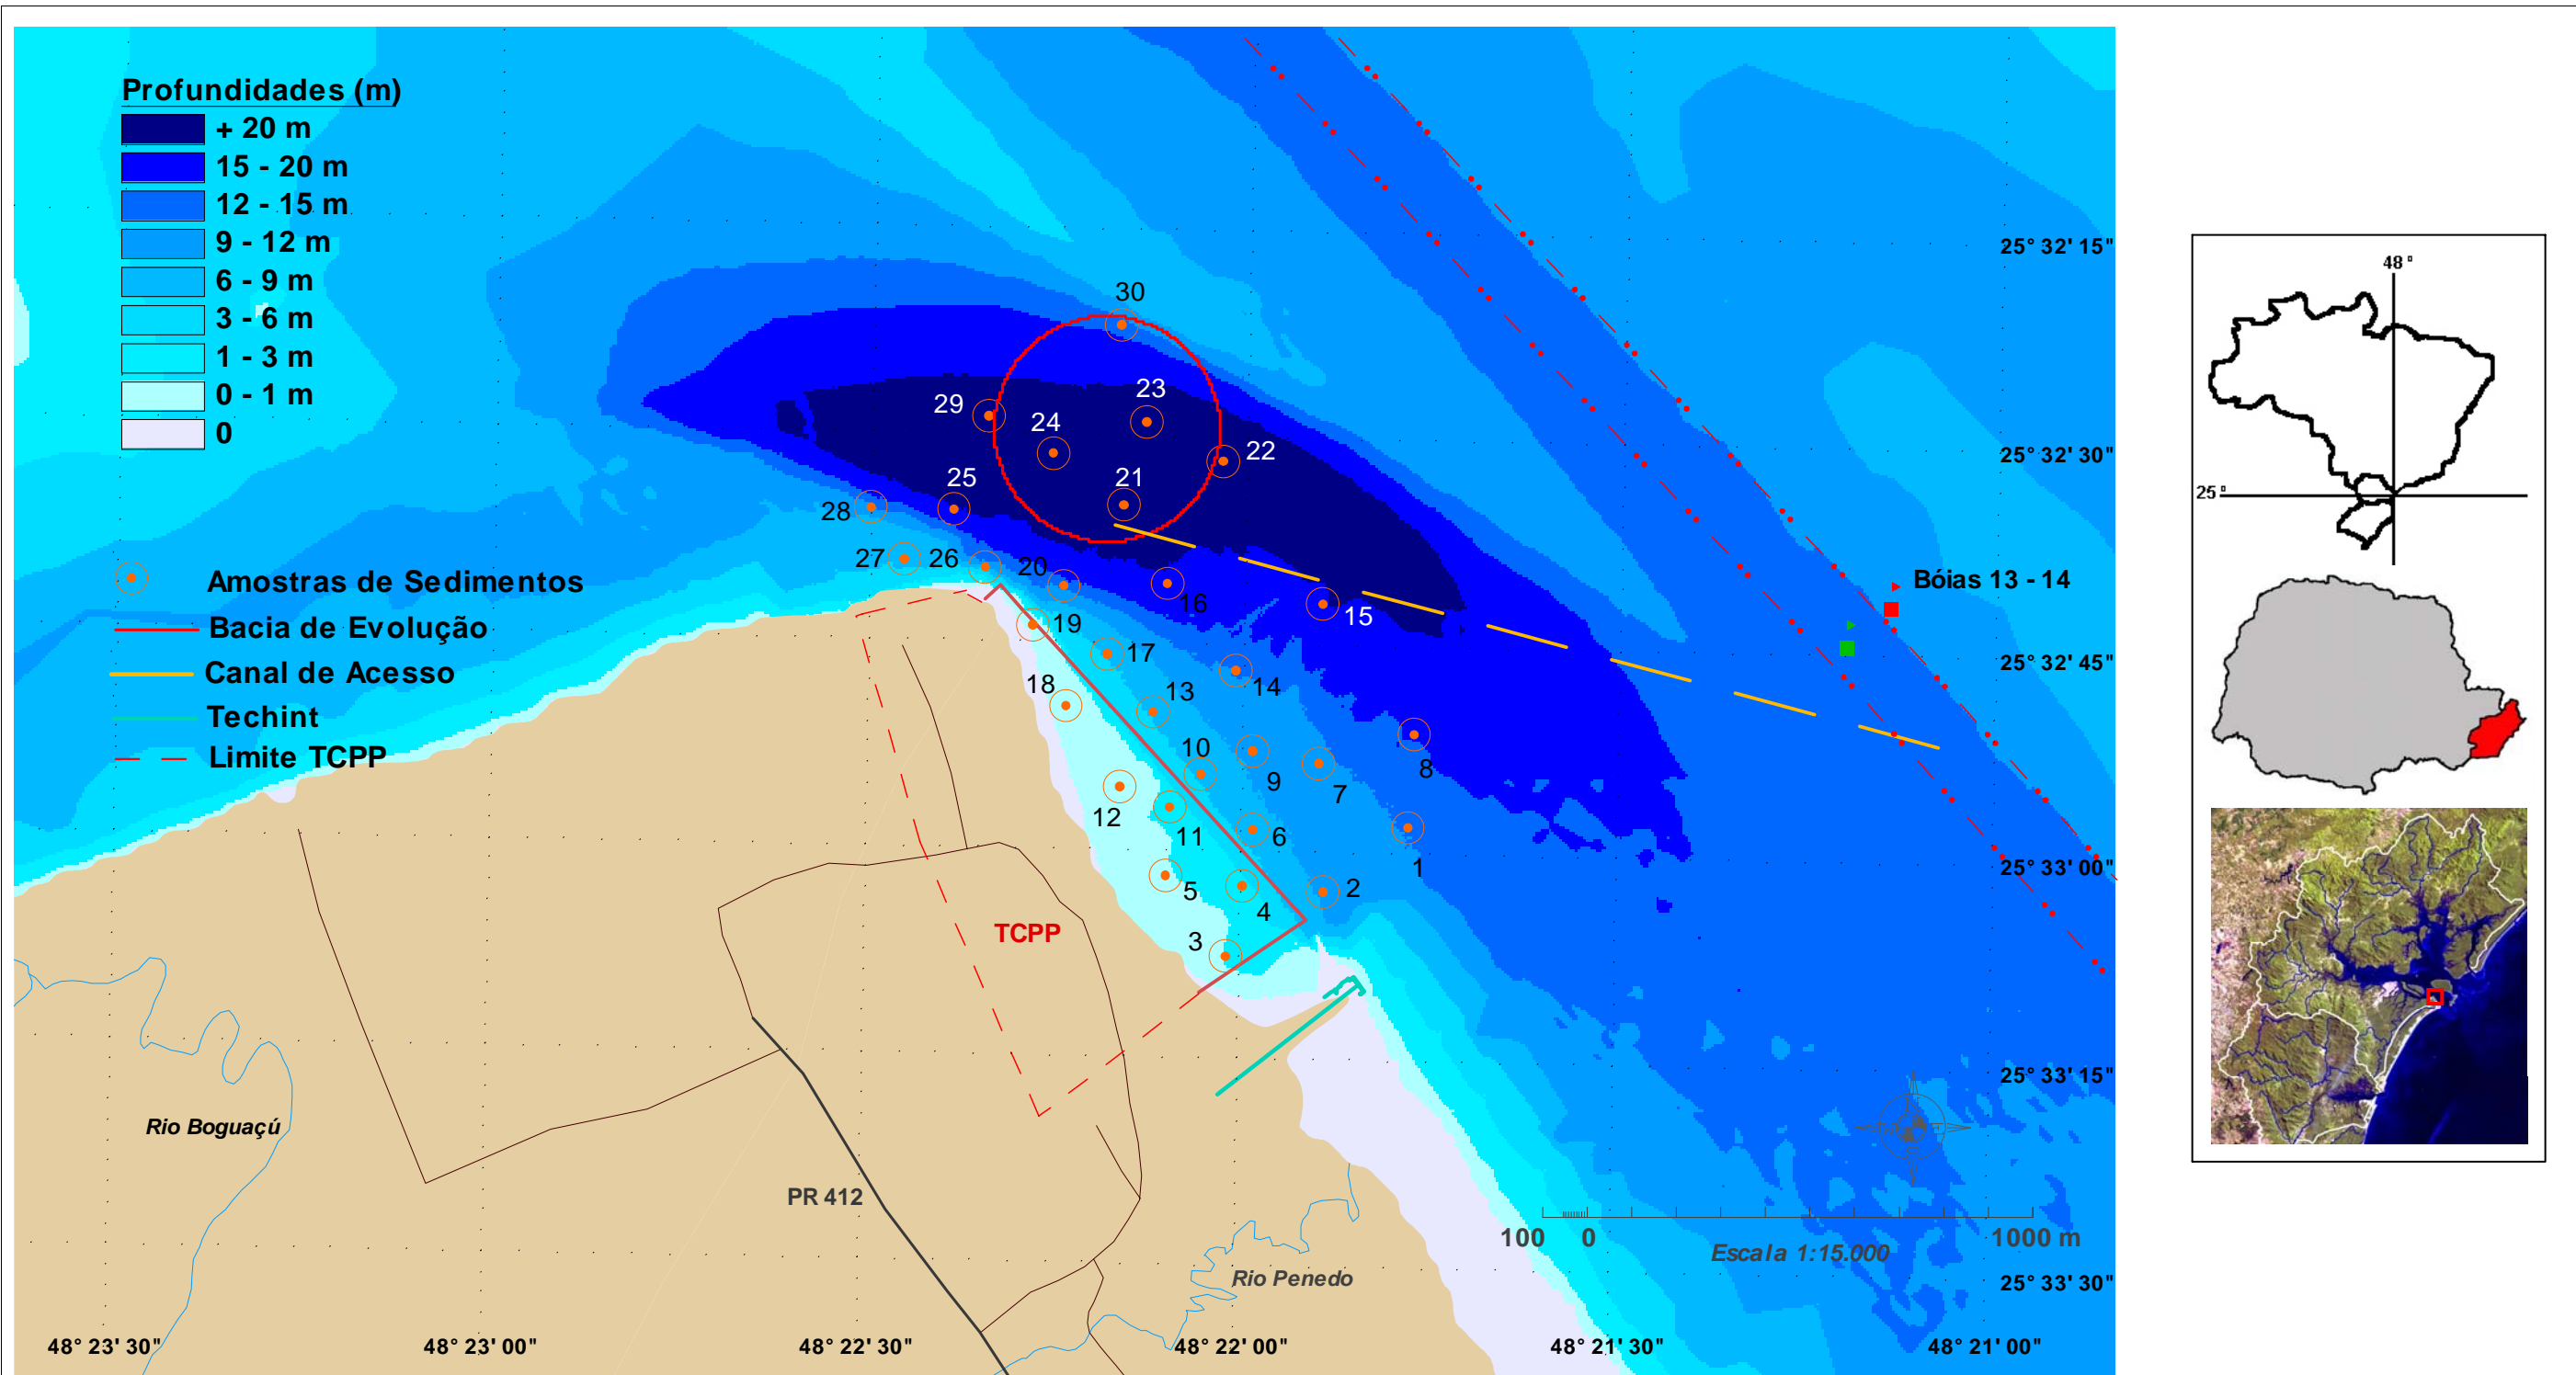 Profundidades (m)
+ 20 m
15 - 20 m
12 - 15 m
9 - 12 m
6 - 9 m
3 - 6 m
1 - 3 m
0 - 1 m
0
Amostras de Sedimentos
Bacia de Evolução
Canal de Acesso
Techint
Limite TCPP
30
29
23
24
22
25
21
28
27
26
20
16
15
19
17
18
13
14
10
9
7
8
12
11
6
1
5
4
2
3
TCPP
Bóias 13 - 14
25° 32' 15"
25° 32' 30"
25° 32' 45"
25° 33' 00"
25° 33' 15"
25° 33' 30"
Rio Boguaçú
PR 412
Rio Penedo
100 0 1000 m
Escala 1:15.000
48° 23' 30"
48° 23' 00"
48° 22' 30"
48° 22' 00"
48° 21' 30"
48° 21' 00"
48°
25°